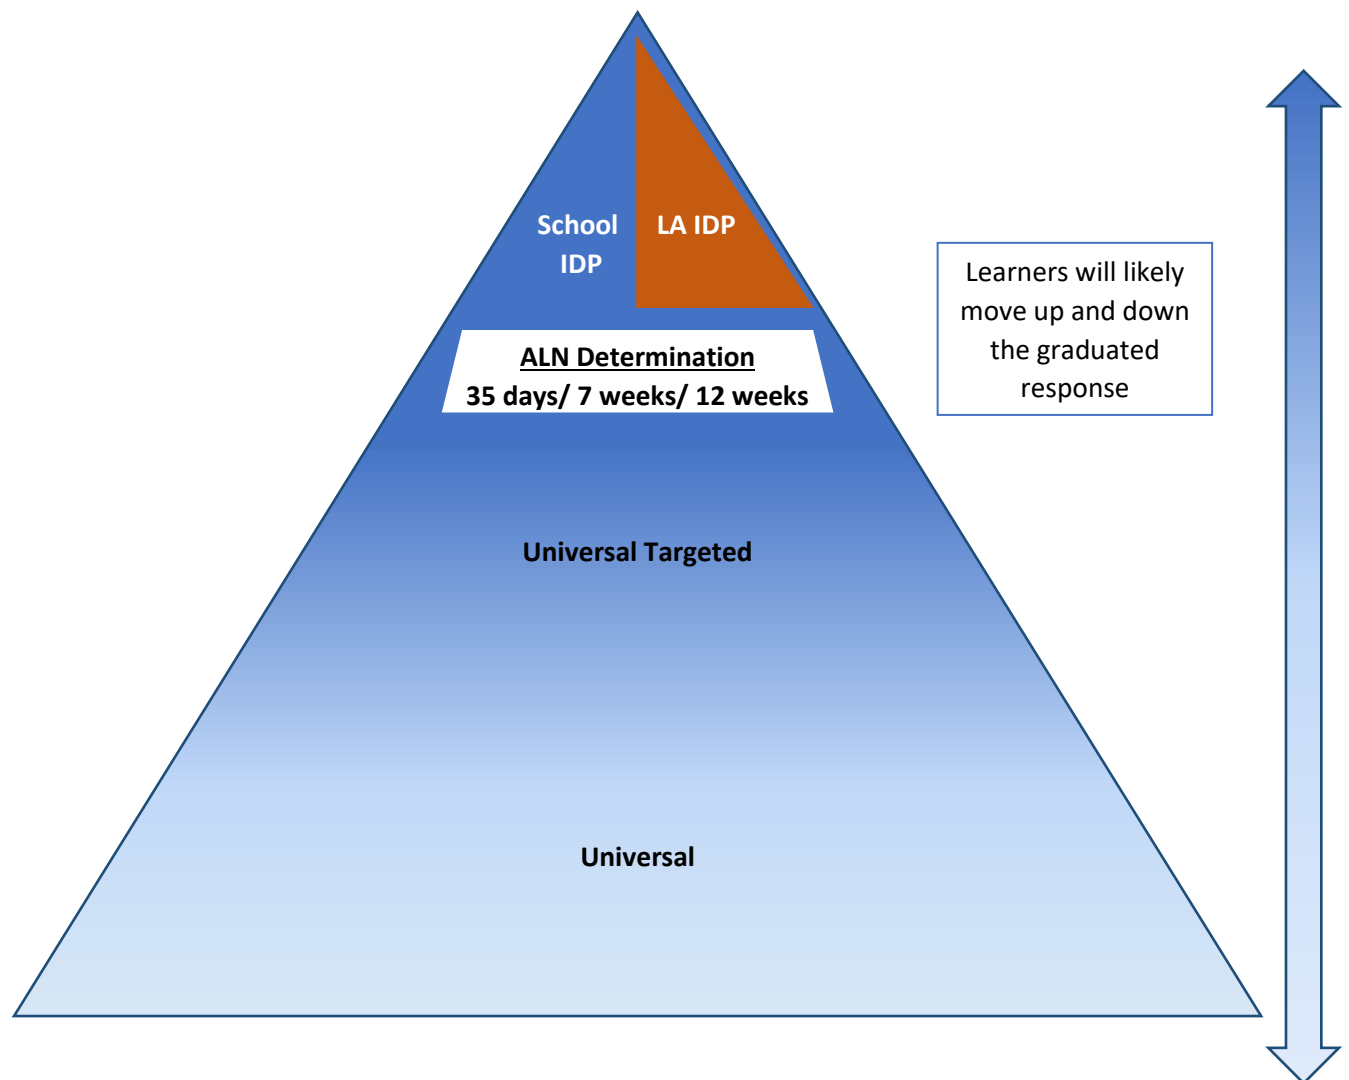 School
IDP
LA IDP
Learners will likely
move up and down
the graduated
response
ALN Determination
35 days/ 7 weeks/ 12 weeks
Universal Targeted
Universal